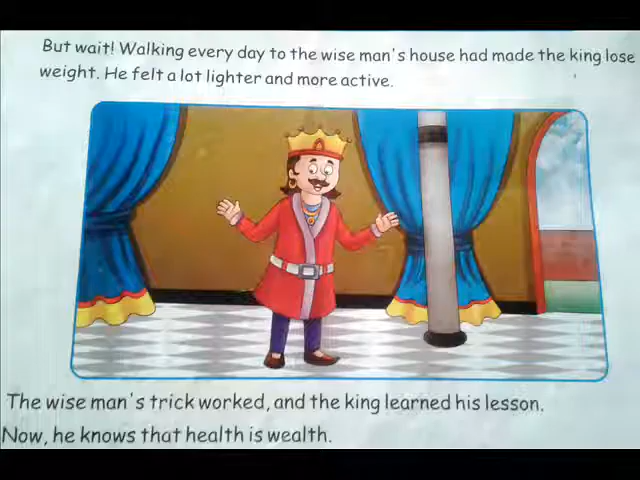 But wait! Walking every day to the wise man's house had made the king lose
weight. He felt a lot lighter and more active.
The wise man's trick worked, and the king learned his lesson.
Now, he knows that health is wealth.